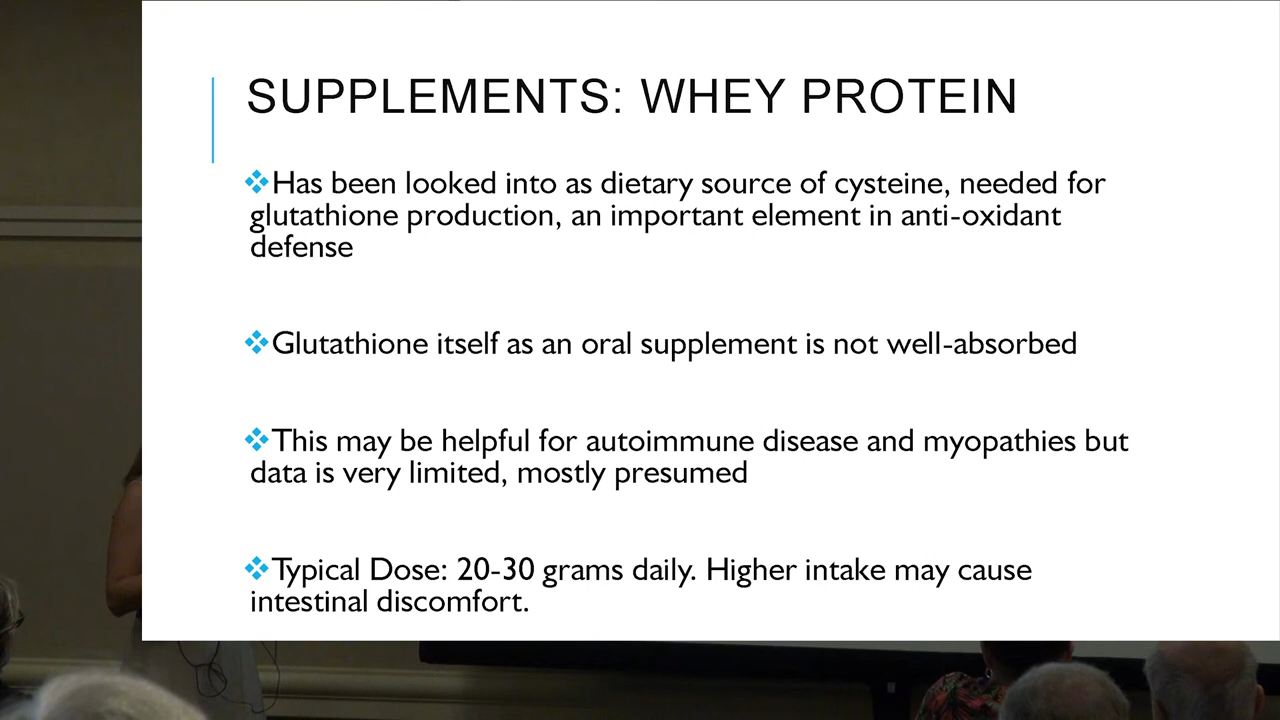 SUPPLEMENTS: WHEY PROTEIN
❖Has been looked into as dietary source of cysteine, needed for
glutathione production, an important element in anti-oxidant
defense
❖Glutathione itself as an oral supplement is not well-absorbed
❖This may be helpful for autoimmune disease and myopathies but
data is very limited, mostly presumed
❖Typical Dose: 20-30 grams daily. Higher intake may cause
intestinal discomfort.